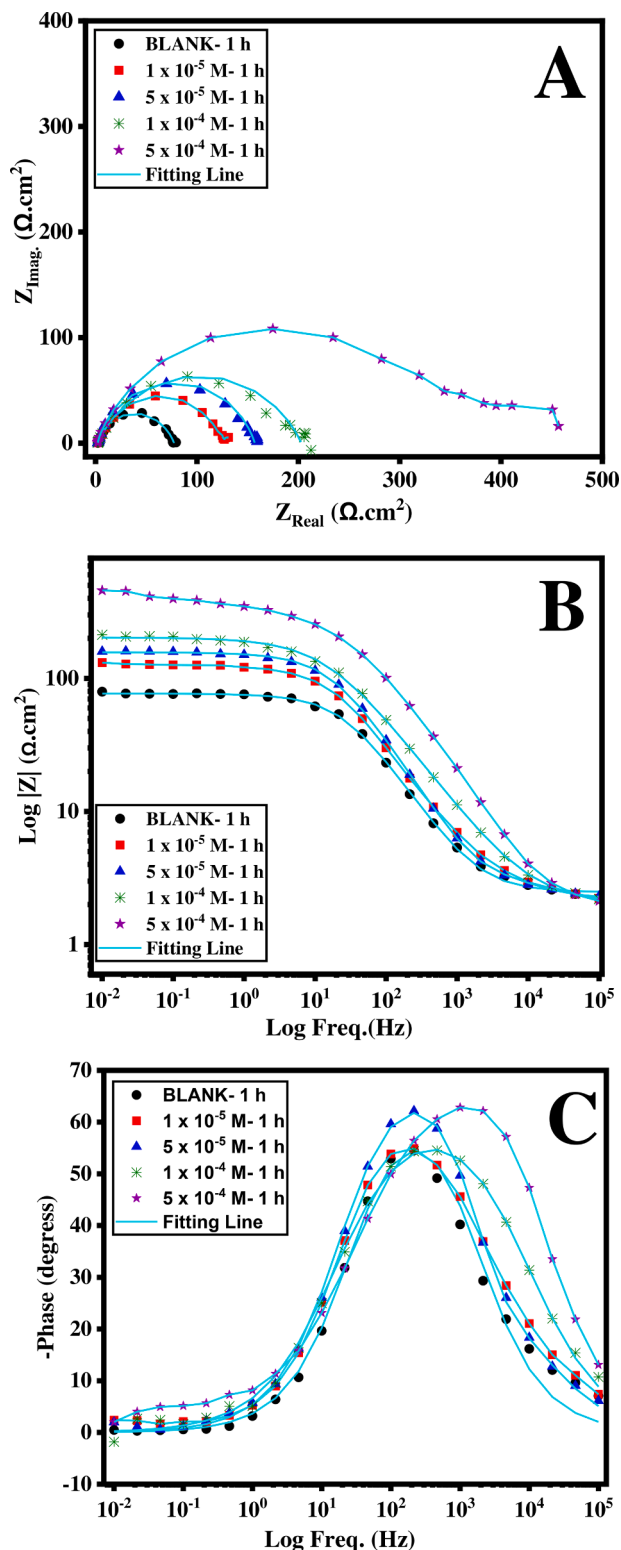 A
400
300
200
100
0
Z_Imag. (Ω.cm²)
BLANK- 1 h
1 x 10⁻⁵ M- 1 h
5 x 10⁻⁵ M- 1 h
1 x 10⁻⁴ M- 1 h
5 x 10⁻⁴ M- 1 h
Fitting Line
0 100 200 300 400 500
Z_Real (Ω.cm²)
B
100
10
1
Log |Z| (Ω.cm²)
BLANK- 1 h
1 x 10⁻⁵ M- 1 h
5 x 10⁻⁵ M- 1 h
1 x 10⁻⁴ M- 1 h
5 x 10⁻⁴ M- 1 h
Fitting Line
10⁻² 10⁻¹ 10⁰ 10¹ 10² 10³ 10⁴ 10⁵
Log Freq.(Hz)
C
70
60
50
40
30
20
10
0
-10
-Phase (degress)
BLANK- 1 h
1 x 10⁻⁵ M- 1 h
5 x 10⁻⁵ M- 1 h
1 x 10⁻⁴ M- 1 h
5 x 10⁻⁴ M- 1 h
Fitting Line
10⁻² 10⁻¹ 10⁰ 10¹ 10² 10³ 10⁴ 10⁵
Log Freq. (Hz)